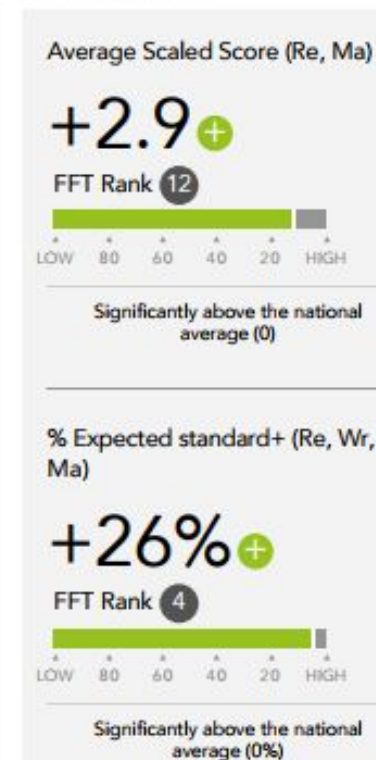 Average Scaled Score (Re, Ma)
+2.9 +
FFT Rank 12
LOW 80 60 40 20 HIGH
Significantly above the national
average (0)
% Expected standard+ (Re, Wr,
Ma)
+26% +
FFT Rank 4
LOW 80 60 40 20 HIGH
Significantly above the national
average (0%)